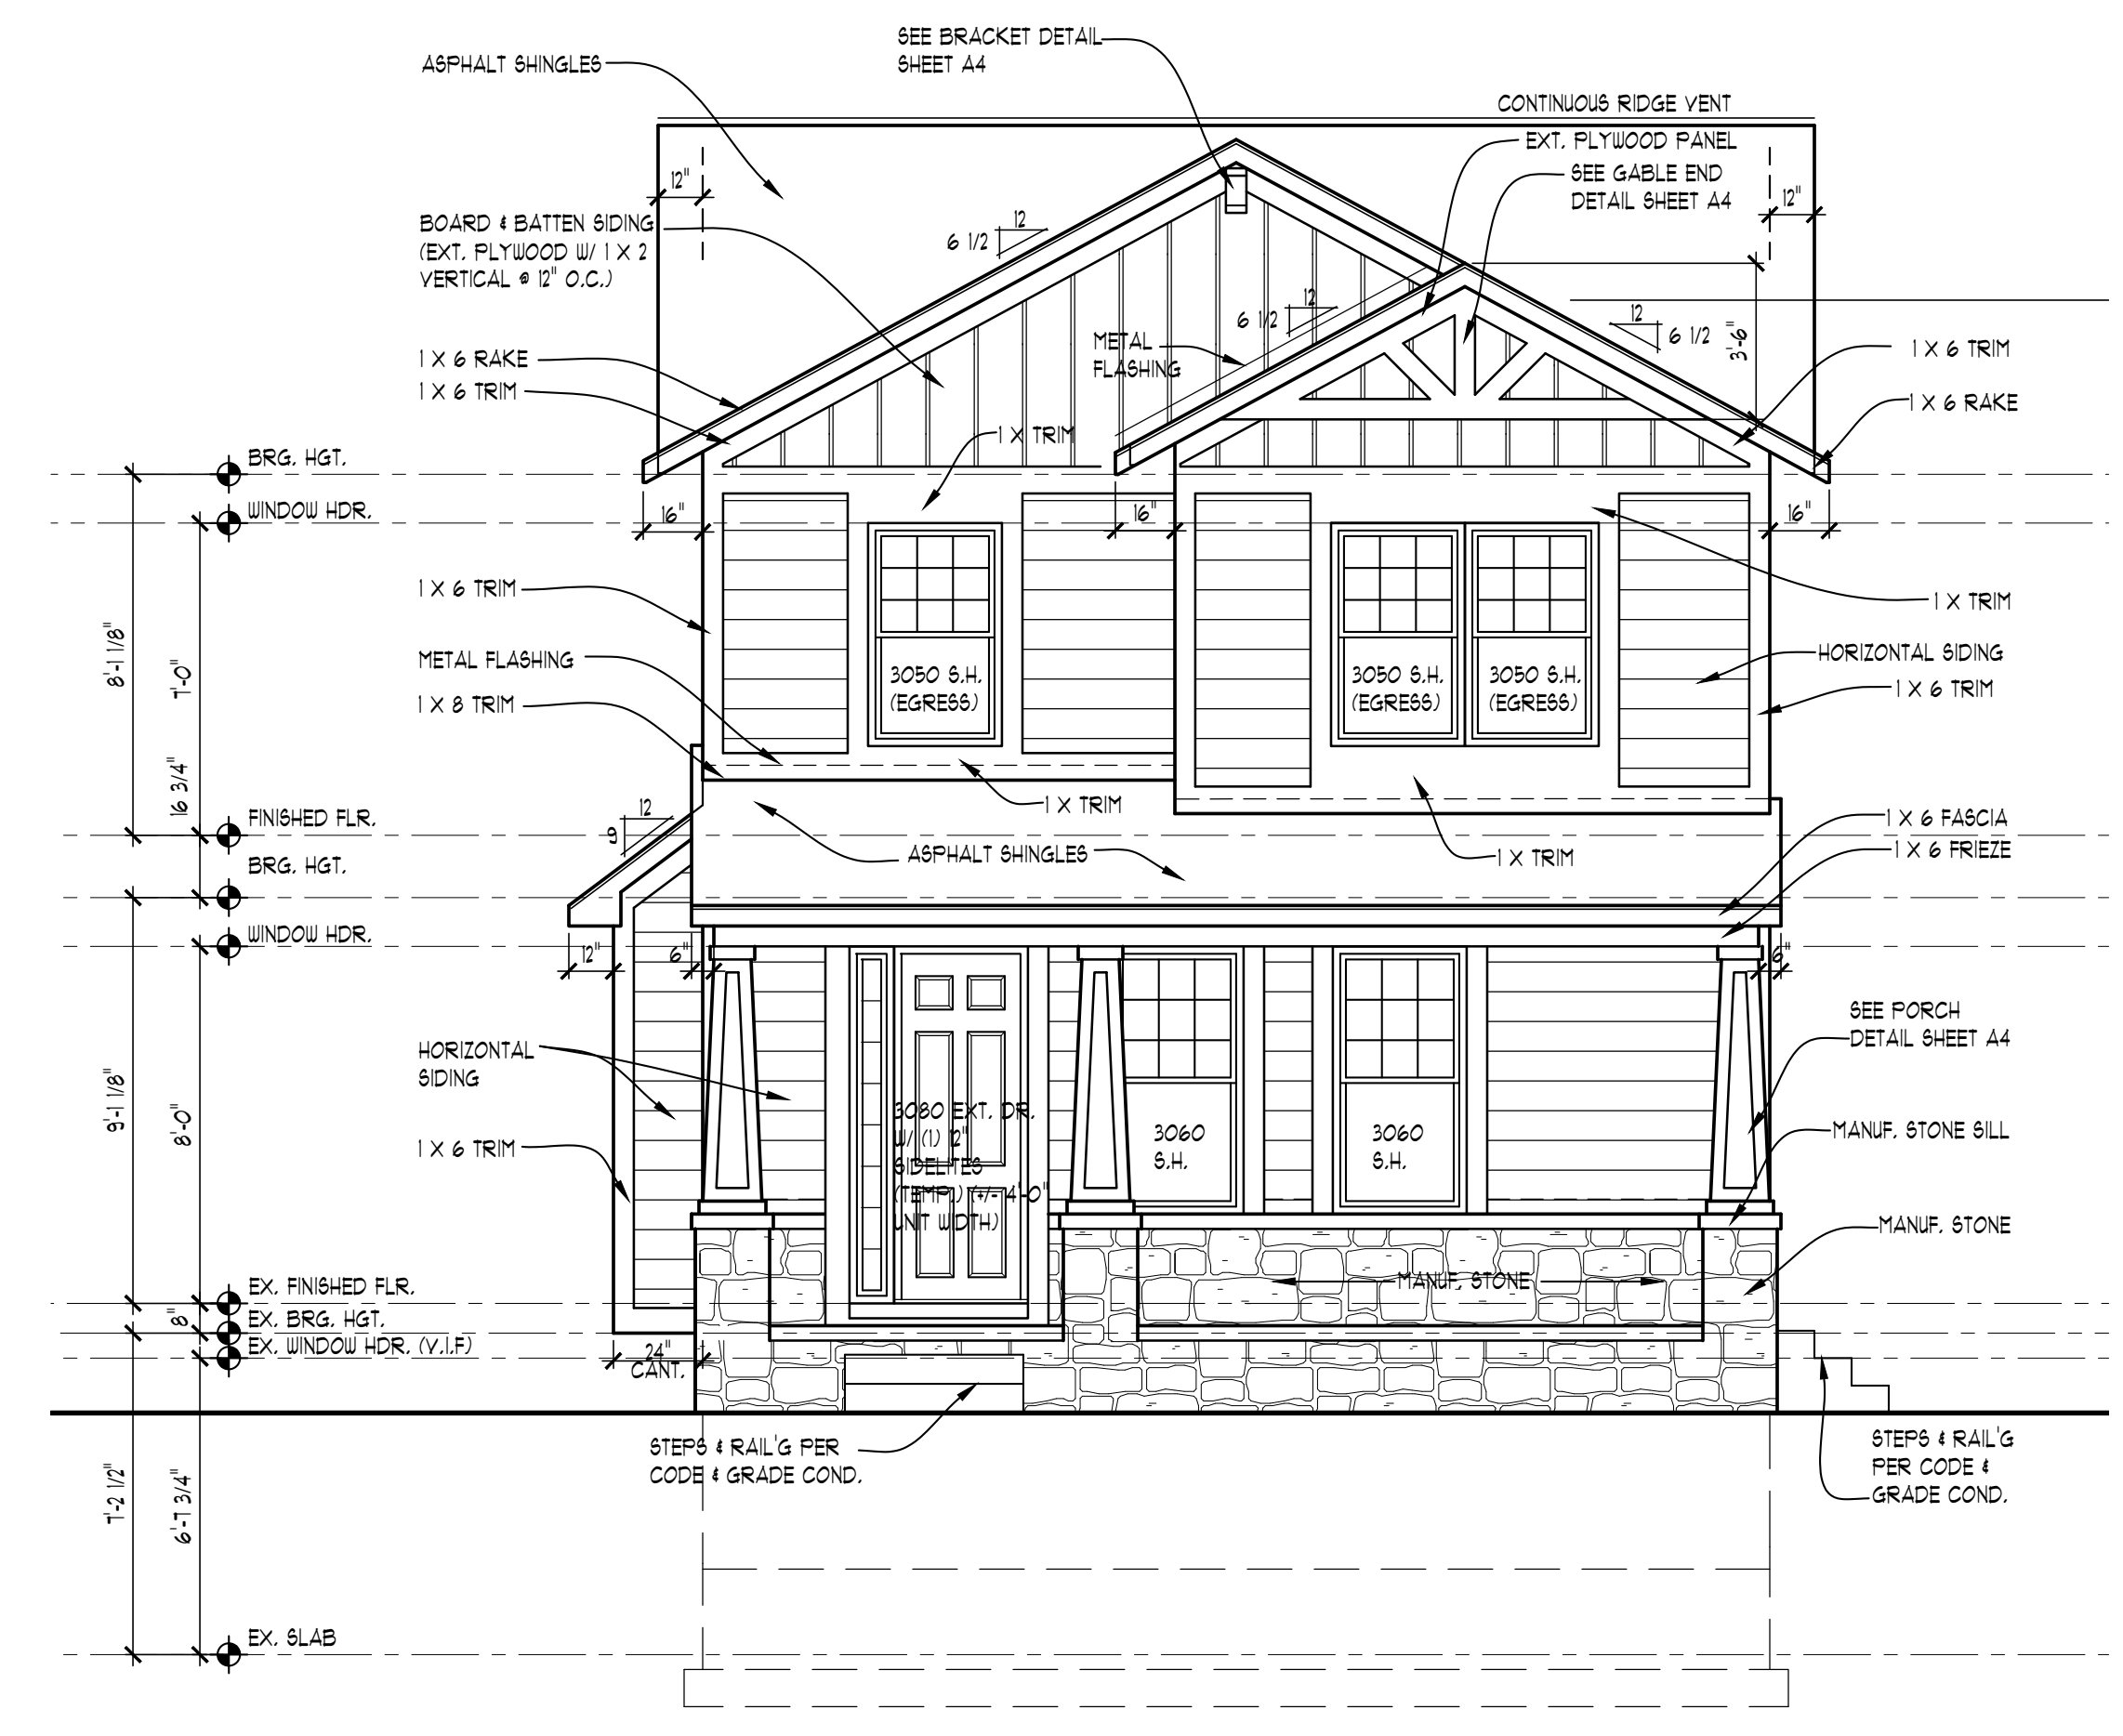 SEE BRACKET DETAIL
SHEET A4
ASPHALT SHINGLES
CONTINUOUS RIDGE VENT
EXT. PLYWOOD PANEL
SEE GABLE END
DETAIL SHEET A4
12"
12"
BOARD & BATTEN SIDING
(EXT. PLYWOOD W/ 1 X 2
VERTICAL @ 12" O.C.)
12
6 1/2
12
6 1/2
12
6 1/2
3'-6"
METAL
FLASHING
1 X 6 RAKE
1 X 6 TRIM
1 X 6 TRIM
1 X 6 RAKE
1 X TRIM
BRG. HGT.
WINDOW HDR.
16"
16"
16"
1 X 6 TRIM
1 X TRIM
8'-1 1/8"
7'-0"
METAL FLASHING
HORIZONTAL SIDING
3050 S.H.
(EGRESS)
3050 S.H.
(EGRESS)
3050 S.H.
(EGRESS)
1 X 6 TRIM
1 X 8 TRIM
16 3/4"
1 X TRIM
12
9
FINISHED FLR.
1 X 6 FASCIA
1 X 6 FRIEZE
ASPHALT SHINGLES
1 X TRIM
BRG. HGT.
WINDOW HDR.
12"
6"
6"
SEE PORCH
DETAIL SHEET A4
HORIZONTAL
SIDING
9'-1 1/8"
8'-0"
3080 EXT. DR.
W/ (1) 12"
SIDELITES
(TEMP.) (+/- 4'-0"
UNIT WIDTH)
3060
S.H.
3060
S.H.
MANUF. STONE SILL
1 X 6 TRIM
MANUF. STONE
MANUF. STONE
EX. FINISHED FLR.
8"
EX. BRG. HGT.
EX. WINDOW HDR. (V.I.F)
24"
CANT.
STEPS & RAIL'G PER
CODE & GRADE COND.
STEPS & RAIL'G
PER CODE &
GRADE COND.
7'-2 1/2"
6'-7 3/4"
EX. SLAB